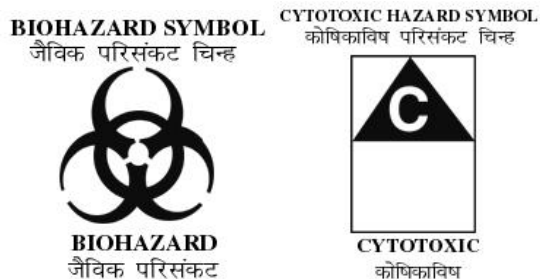 BIOHAZARD SYMBOL
जैविक परिसंकट चिन्ह
BIOHAZARD
जैविक परिसंकट
CYTOTOXIC HAZARD SYMBOL
कोषिकाविष परिसंकट चिन्ह
C
CYTOTOXIC
कोषिकाविष